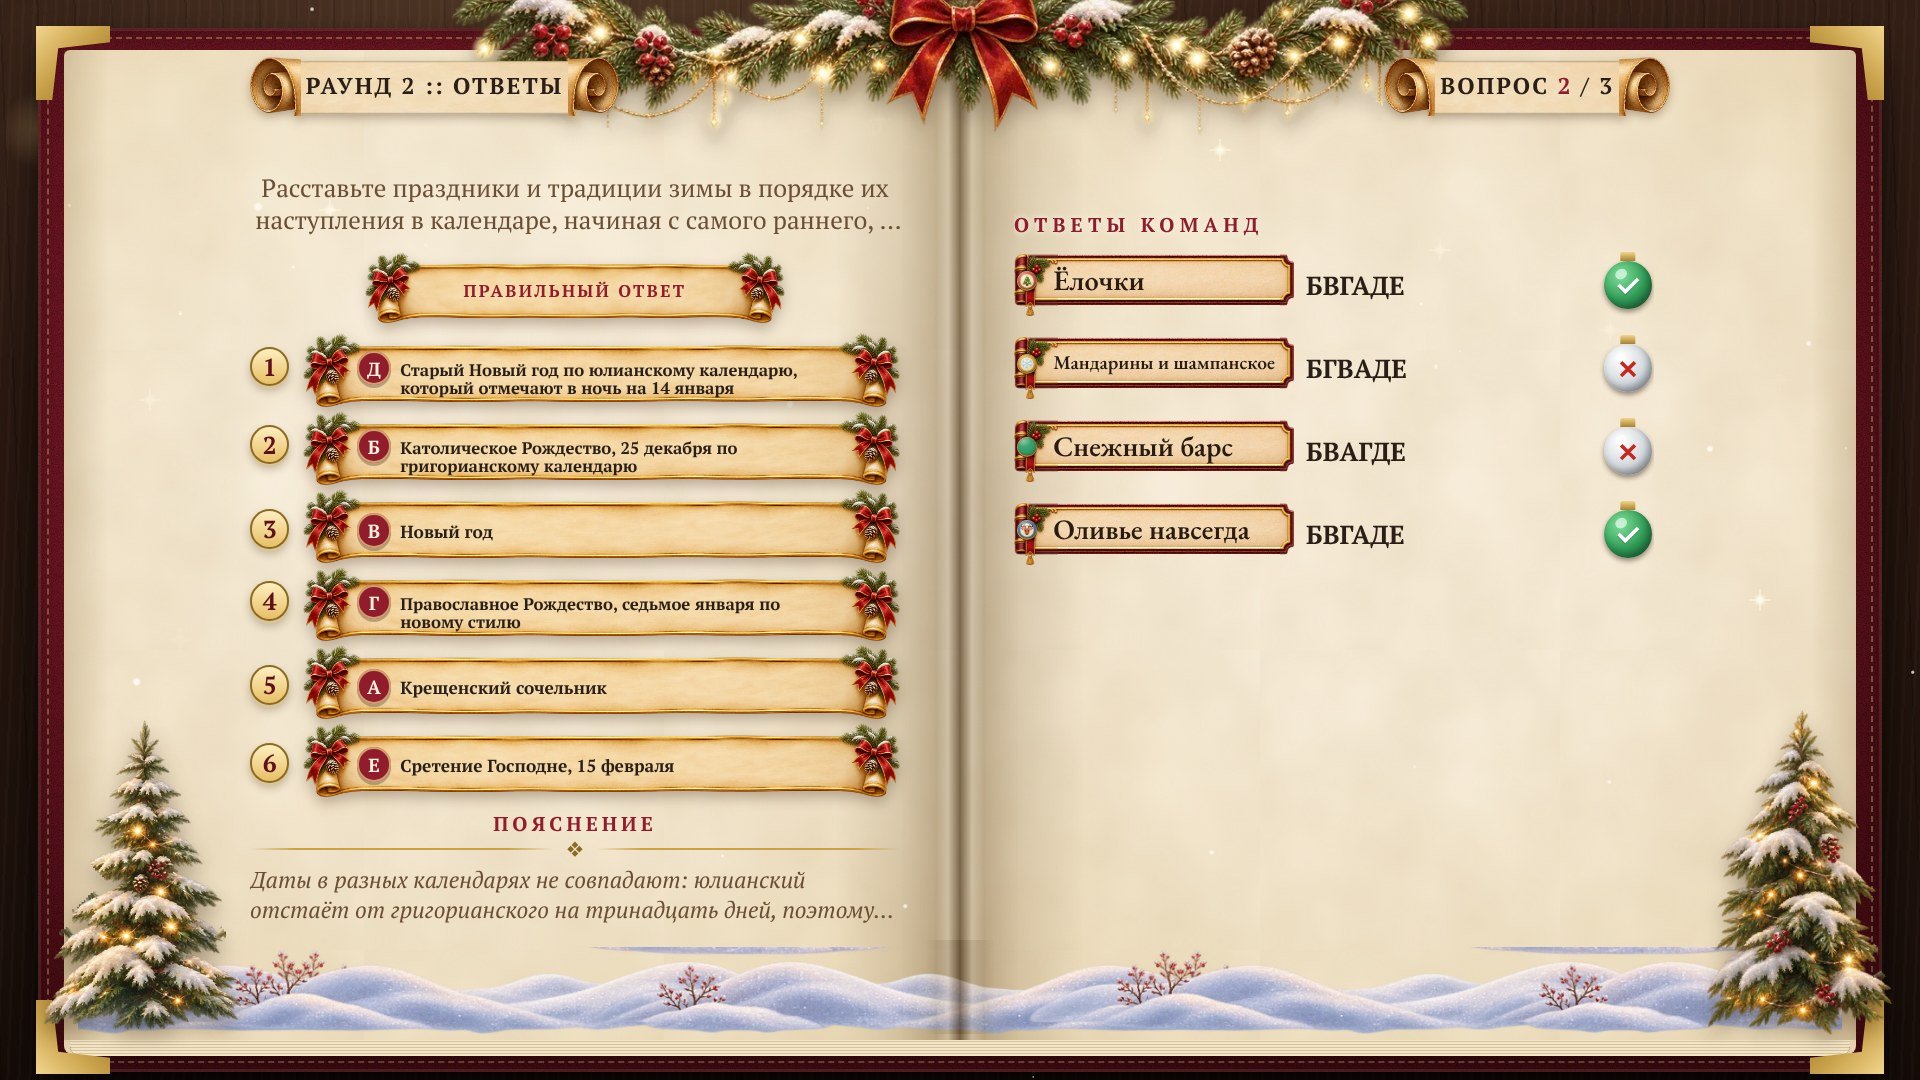 РАУНД 2 :: ОТВЕТЫ
ВОПРОС 2 / 3
Расставьте праздники и традиции зимы в порядке их
наступления в календаре, начиная с самого раннего, ...
ПРАВИЛЬНЫЙ ОТВЕТ
1 Д Старый Новый год по юлианскому календарю,
который отмечают в ночь на 14 января
2 Б Католическое Рождество, 25 декабря по
григорианскому календарю
3 В Новый год
4 Г Православное Рождество, седьмое января по
новому стилю
5 А Крещенский сочельник
6 Е Сретение Господне, 15 февраля
ПОЯСНЕНИЕ
Даты в разных календарях не совпадают: юлианский
отстаёт от григорианского на тринадцать дней, поэтому...
ОТВЕТЫ КОМАНД
Ёлочки БВГАДЕ
Мандарины и шампанское БГВАДЕ
Снежный барс БВАГДЕ
Оливье навсегда БВГАДЕ